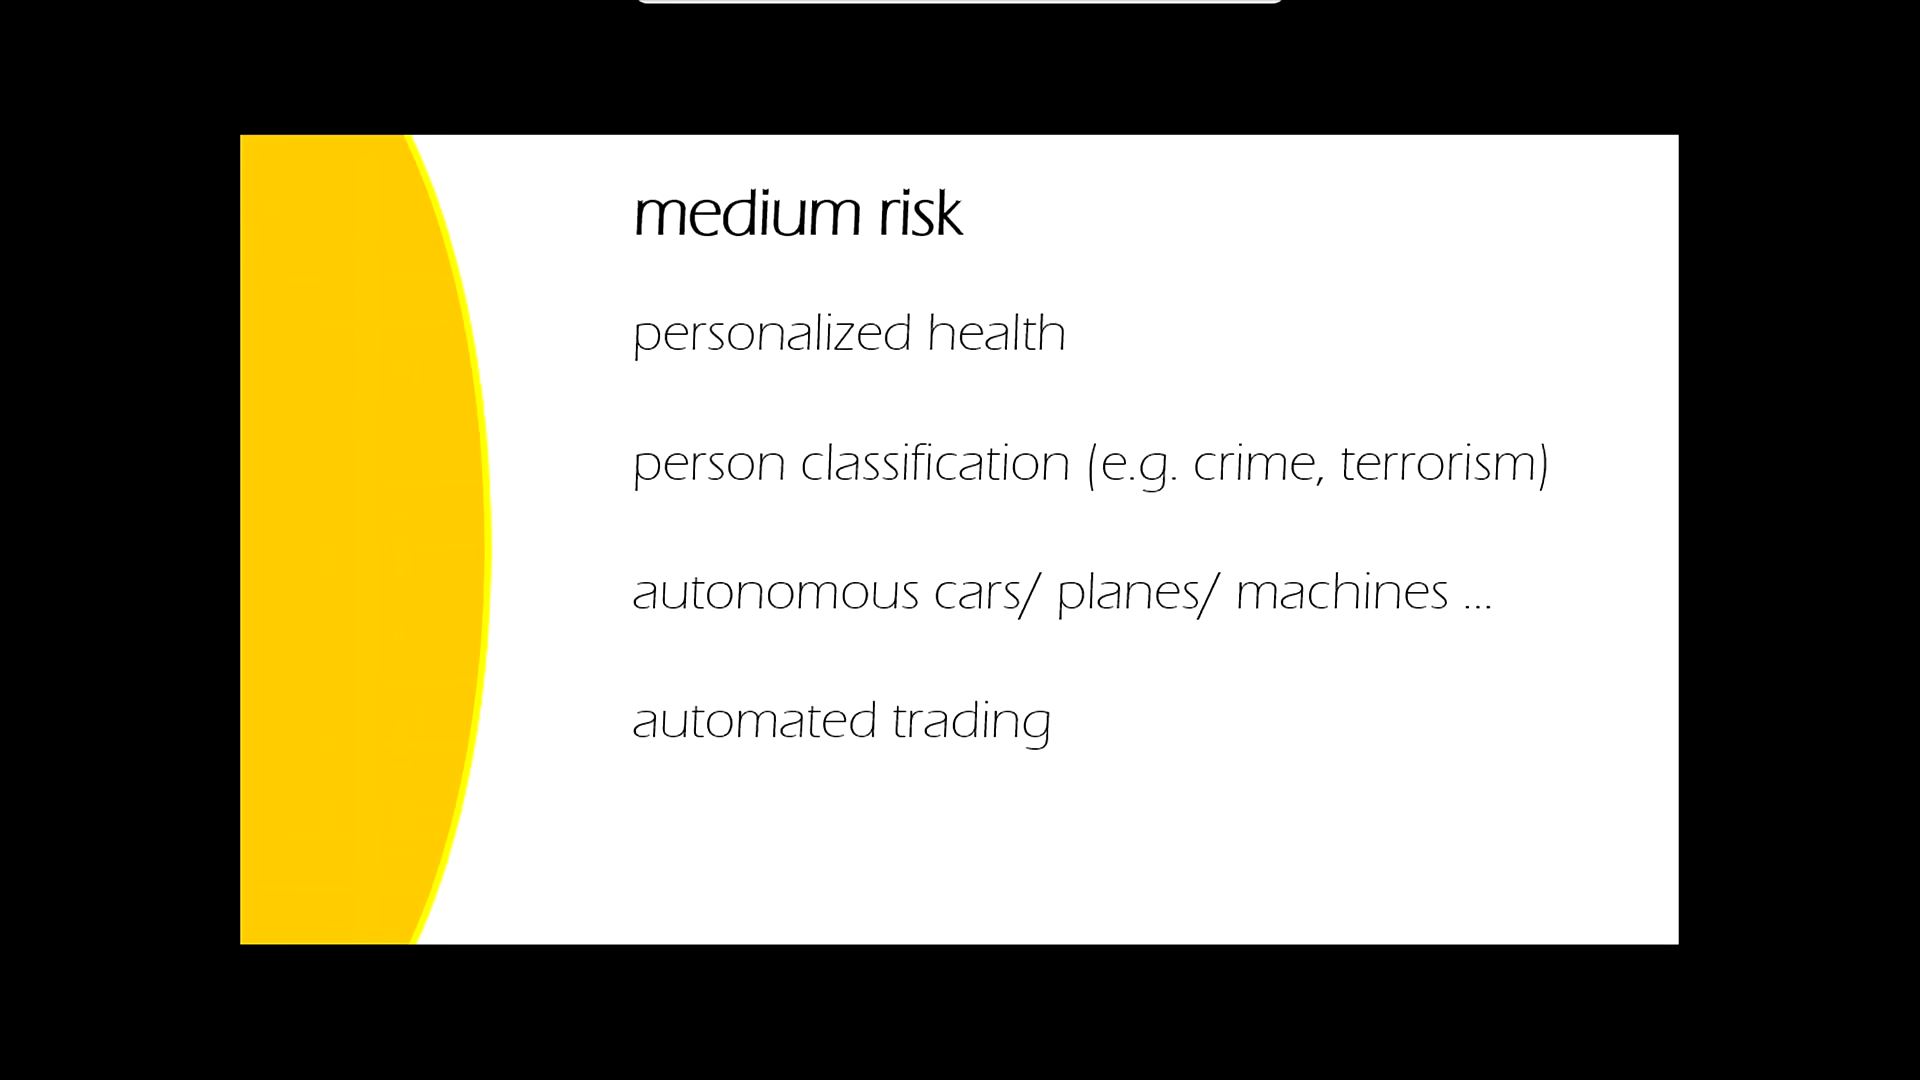 medium risk
personalized health
person classification (e.g. crime, terrorism)
autonomous cars/ planes/ machines ...
automated trading